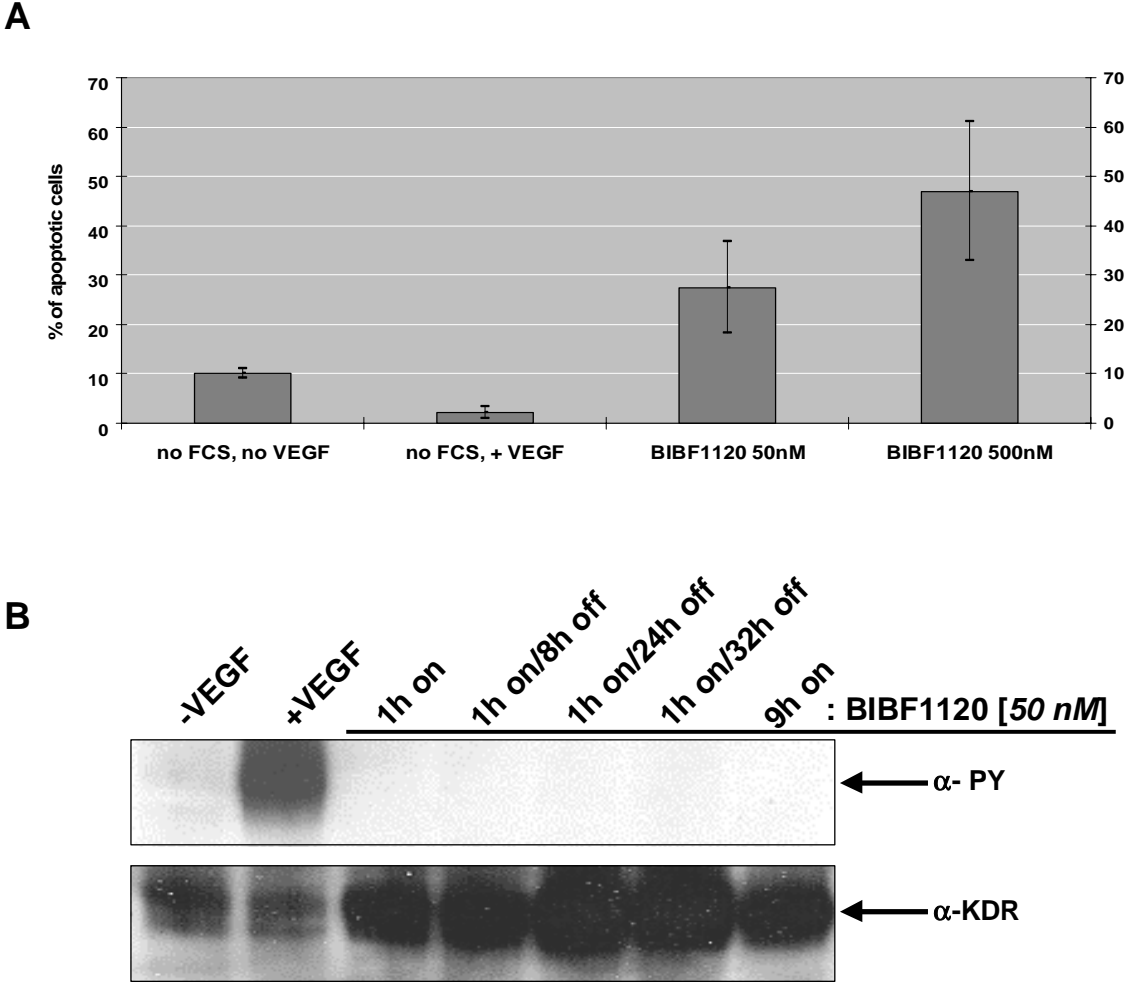 A
70 70
60 60
50 50
40 40
30 30
20 20
10 10
0 0
% of apoptotic cells
no FCS, no VEGF no FCS, + VEGF BIBF1120 50nM BIBF1120 500nM
B
-VEGF +VEGF 1h on 1h on/8h off 1h on/24h off 1h on/32h off 9h on : BIBF1120 [50 nM]
α- PY
α-KDR